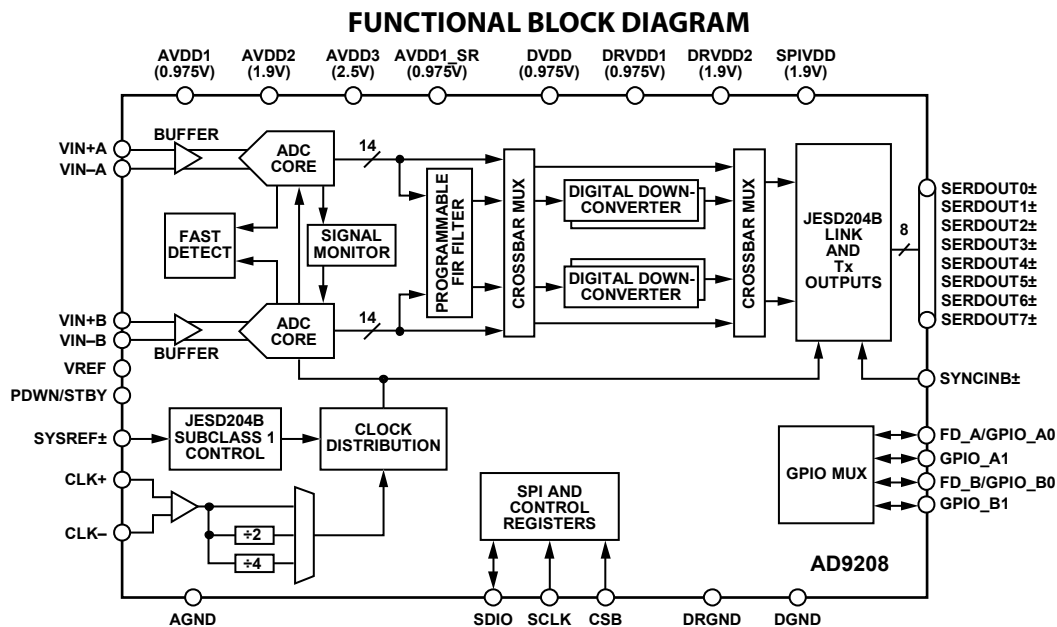 FUNCTIONAL BLOCK DIAGRAM
AVDD1
(0.975V)
AVDD2
(1.9V)
AVDD3
(2.5V)
AVDD1_SR
(0.975V)
DVDD
(0.975V)
DRVDD1
(0.975V)
DRVDD2
(1.9V)
SPIVDD
(1.9V)
VIN+A
VIN–A
BUFFER
ADC
CORE
14
FAST
DETECT
SIGNAL
MONITOR
PROGRAMMABLE
FIR FILTER
CROSSBAR MUX
DIGITAL DOWN-
CONVERTER
DIGITAL DOWN-
CONVERTER
CROSSBAR MUX
JESD204B
LINK
AND
Tx
OUTPUTS
8
SERDOUT0±
SERDOUT1±
SERDOUT2±
SERDOUT3±
SERDOUT4±
SERDOUT5±
SERDOUT6±
SERDOUT7±
VIN+B
VIN–B
BUFFER
ADC
CORE
14
VREF
PDWN/STBY
SYNCINB±
SYSREF±
JESD204B
SUBCLASS 1
CONTROL
CLOCK
DISTRIBUTION
CLK+
CLK–
÷2
÷4
SPI AND
CONTROL
REGISTERS
GPIO MUX
FD_A/GPIO_A0
GPIO_A1
FD_B/GPIO_B0
GPIO_B1
AD9208
AGND
SDIO
SCLK
CSB
DRGND
DGND